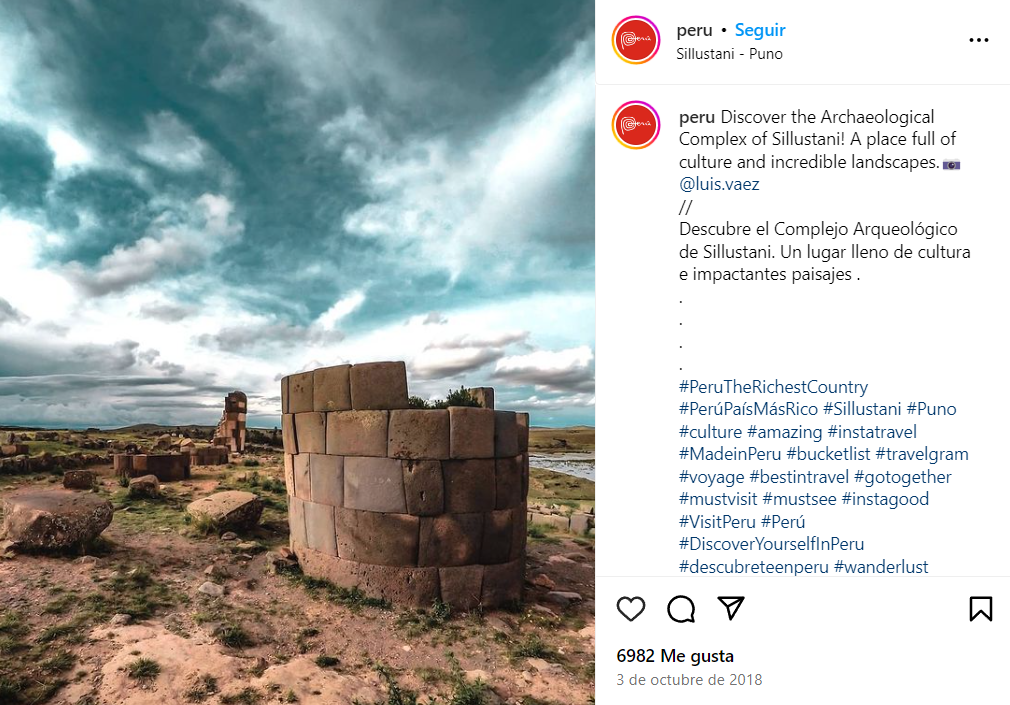 peru • Seguir
Sillustani - Puno
peru Discover the Archaeological
Complex of Sillustani! A place full of
culture and incredible landscapes.📷
@luis.vaez
//
Descubre el Complejo Arqueológico
de Sillustani. Un lugar lleno de cultura
e impactantes paisajes .
.
.
.
.
#PeruTheRichestCountry
#PerúPaísMásRico #Sillustani #Puno
#culture #amazing #instatravel
#MadeinPeru #bucketlist #travelgram
#voyage #bestintravel #gotogether
#mustvisit #mustsee #instagood
#VisitPeru #Perú
#DiscoverYourselfInPeru
#descubreteenperu #wanderlust
6982 Me gusta
3 de octubre de 2018